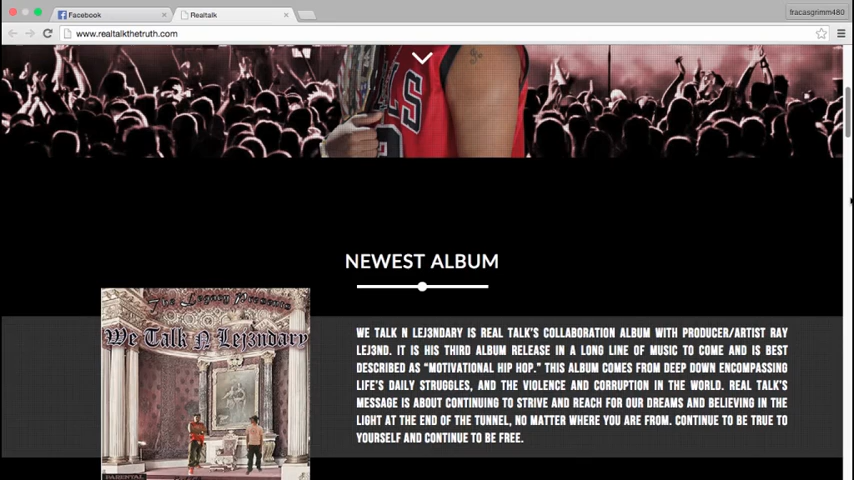 Facebook
Realtalk
fracasgrimm480
www.realtalkthetruth.com
LS
NEWEST ALBUM
The Legacy Presents
We Talk N Lej3ndary
WE TALK N LEJ3NDARY IS REAL TALK'S COLLABORATION ALBUM WITH PRODUCER/ARTIST RAY
LEJ3ND. IT IS HIS THIRD ALBUM RELEASE IN A LONG LINE OF MUSIC TO COME AND IS BEST
DESCRIBED AS "MOTIVATIONAL HIP HOP." THIS ALBUM COMES FROM DEEP DOWN ENCOMPASSING
LIFE'S DAILY STRUGGLES, AND THE VIOLENCE AND CORRUPTION IN THE WORLD. REAL TALK'S
MESSAGE IS ABOUT CONTINUING TO STRIVE AND REACH FOR OUR DREAMS AND BELIEVING IN THE
LIGHT AT THE END OF THE TUNNEL, NO MATTER WHERE YOU ARE FROM. CONTINUE TO BE TRUE TO
YOURSELF AND CONTINUE TO BE FREE.
PARENTAL